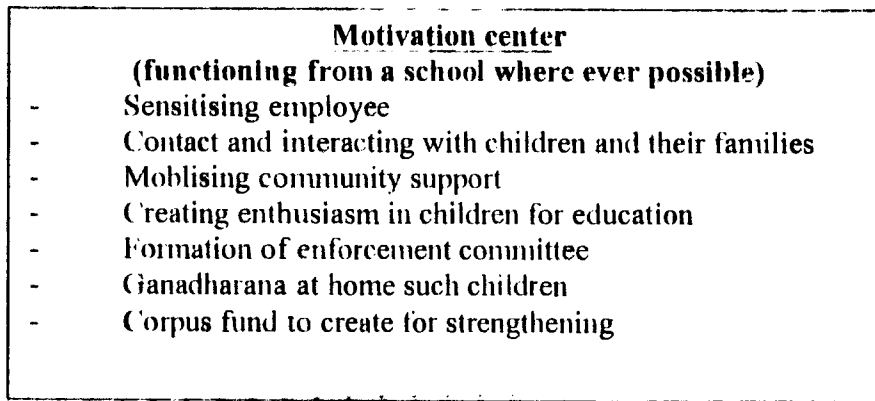 Motivation center
(functioning from a school where ever possible)
- Sensitising employee
- Contact and interacting with children and their families
- Moblising community support
- Creating enthusiasm in children for education
- Formation of enforcement committee
- Ganadharana at home such children
- Corpus fund to create for strengthening